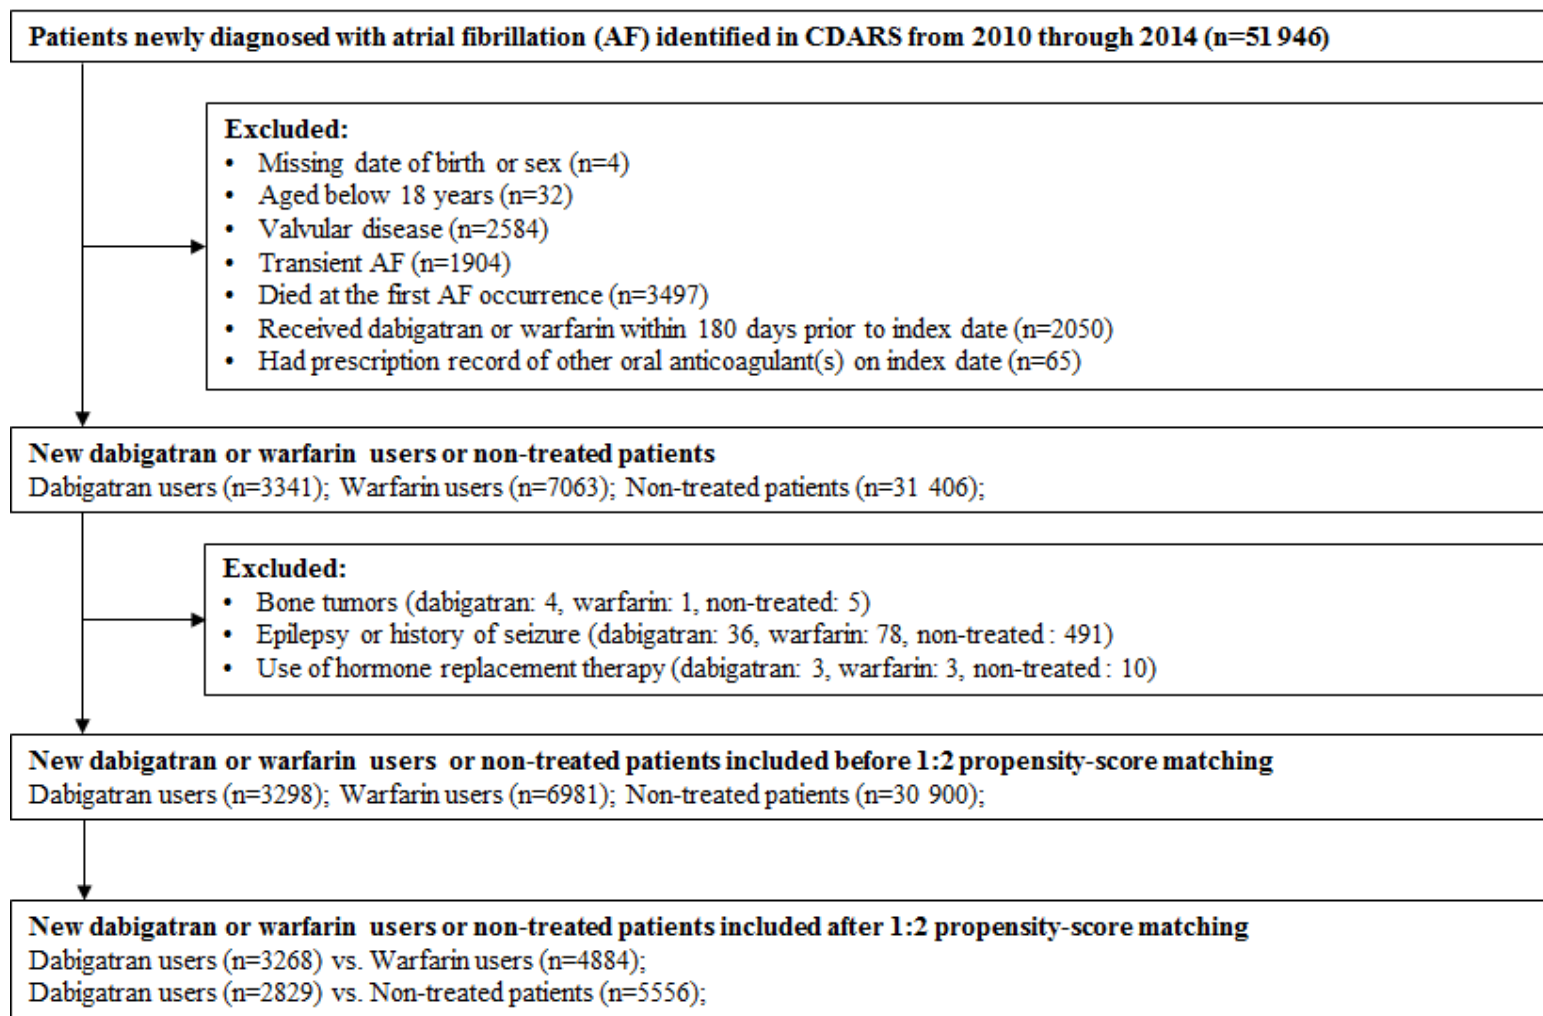 Patients newly diagnosed with atrial fibrillation (AF) identified in CDARS from 2010 through 2014 (n=51 946)
Excluded:
• Missing date of birth or sex (n=4)
• Aged below 18 years (n=32)
• Valvular disease (n=2584)
• Transient AF (n=1904)
• Died at the first AF occurrence (n=3497)
• Received dabigatran or warfarin within 180 days prior to index date (n=2050)
• Had prescription record of other oral anticoagulant(s) on index date (n=65)
New dabigatran or warfarin users or non-treated patients
Dabigatran users (n=3341); Warfarin users (n=7063); Non-treated patients (n=31 406);
Excluded:
• Bone tumors (dabigatran: 4, warfarin: 1, non-treated: 5)
• Epilepsy or history of seizure (dabigatran: 36, warfarin: 78, non-treated : 491)
• Use of hormone replacement therapy (dabigatran: 3, warfarin: 3, non-treated : 10)
New dabigatran or warfarin users or non-treated patients included before 1:2 propensity-score matching
Dabigatran users (n=3298); Warfarin users (n=6981); Non-treated patients (n=30 900);
New dabigatran or warfarin users or non-treated patients included after 1:2 propensity-score matching
Dabigatran users (n=3268) vs. Warfarin users (n=4884);
Dabigatran users (n=2829) vs. Non-treated patients (n=5556);